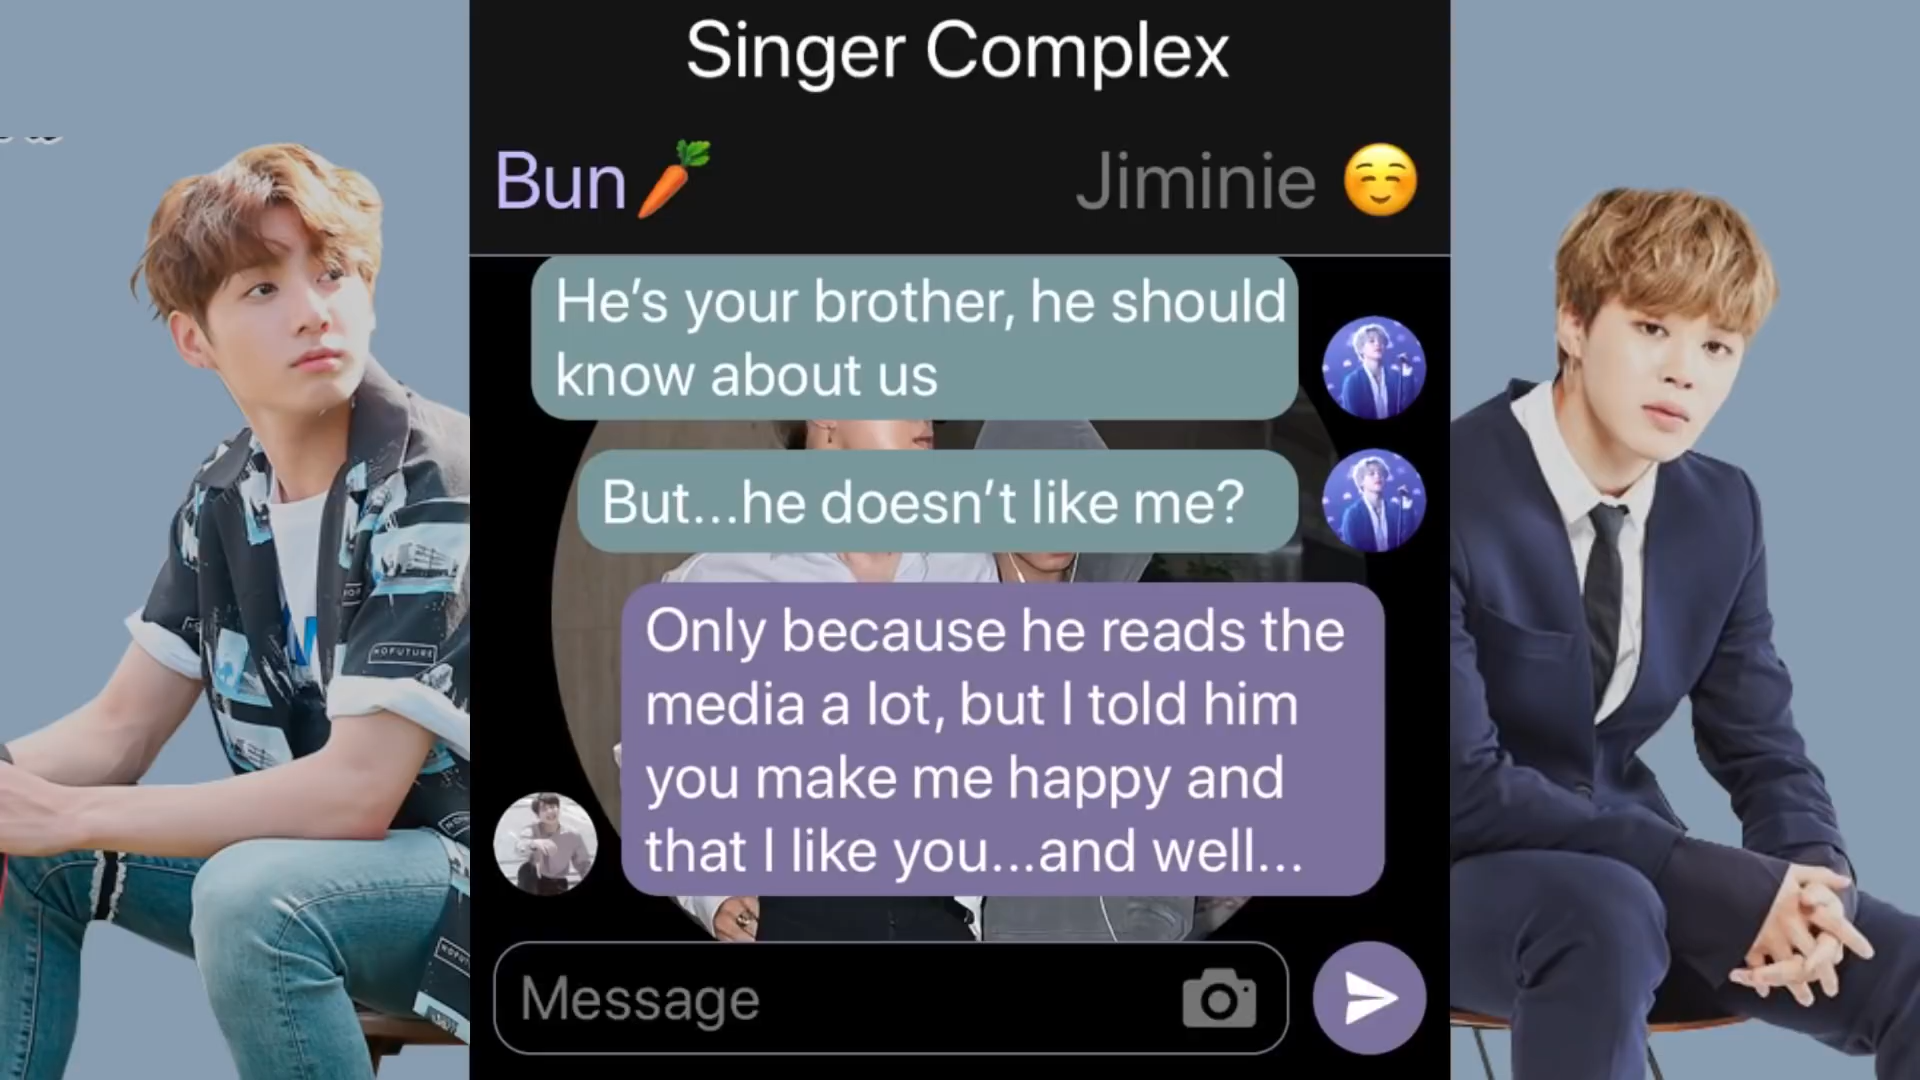 Singer Complex
Bun🥕
Jiminie ☺️
He's your brother, he should
know about us
But...he doesn't like me?
Only because he reads the
media a lot, but I told him
you make me happy and
that I like you...and well...
Message
NOFUTURE